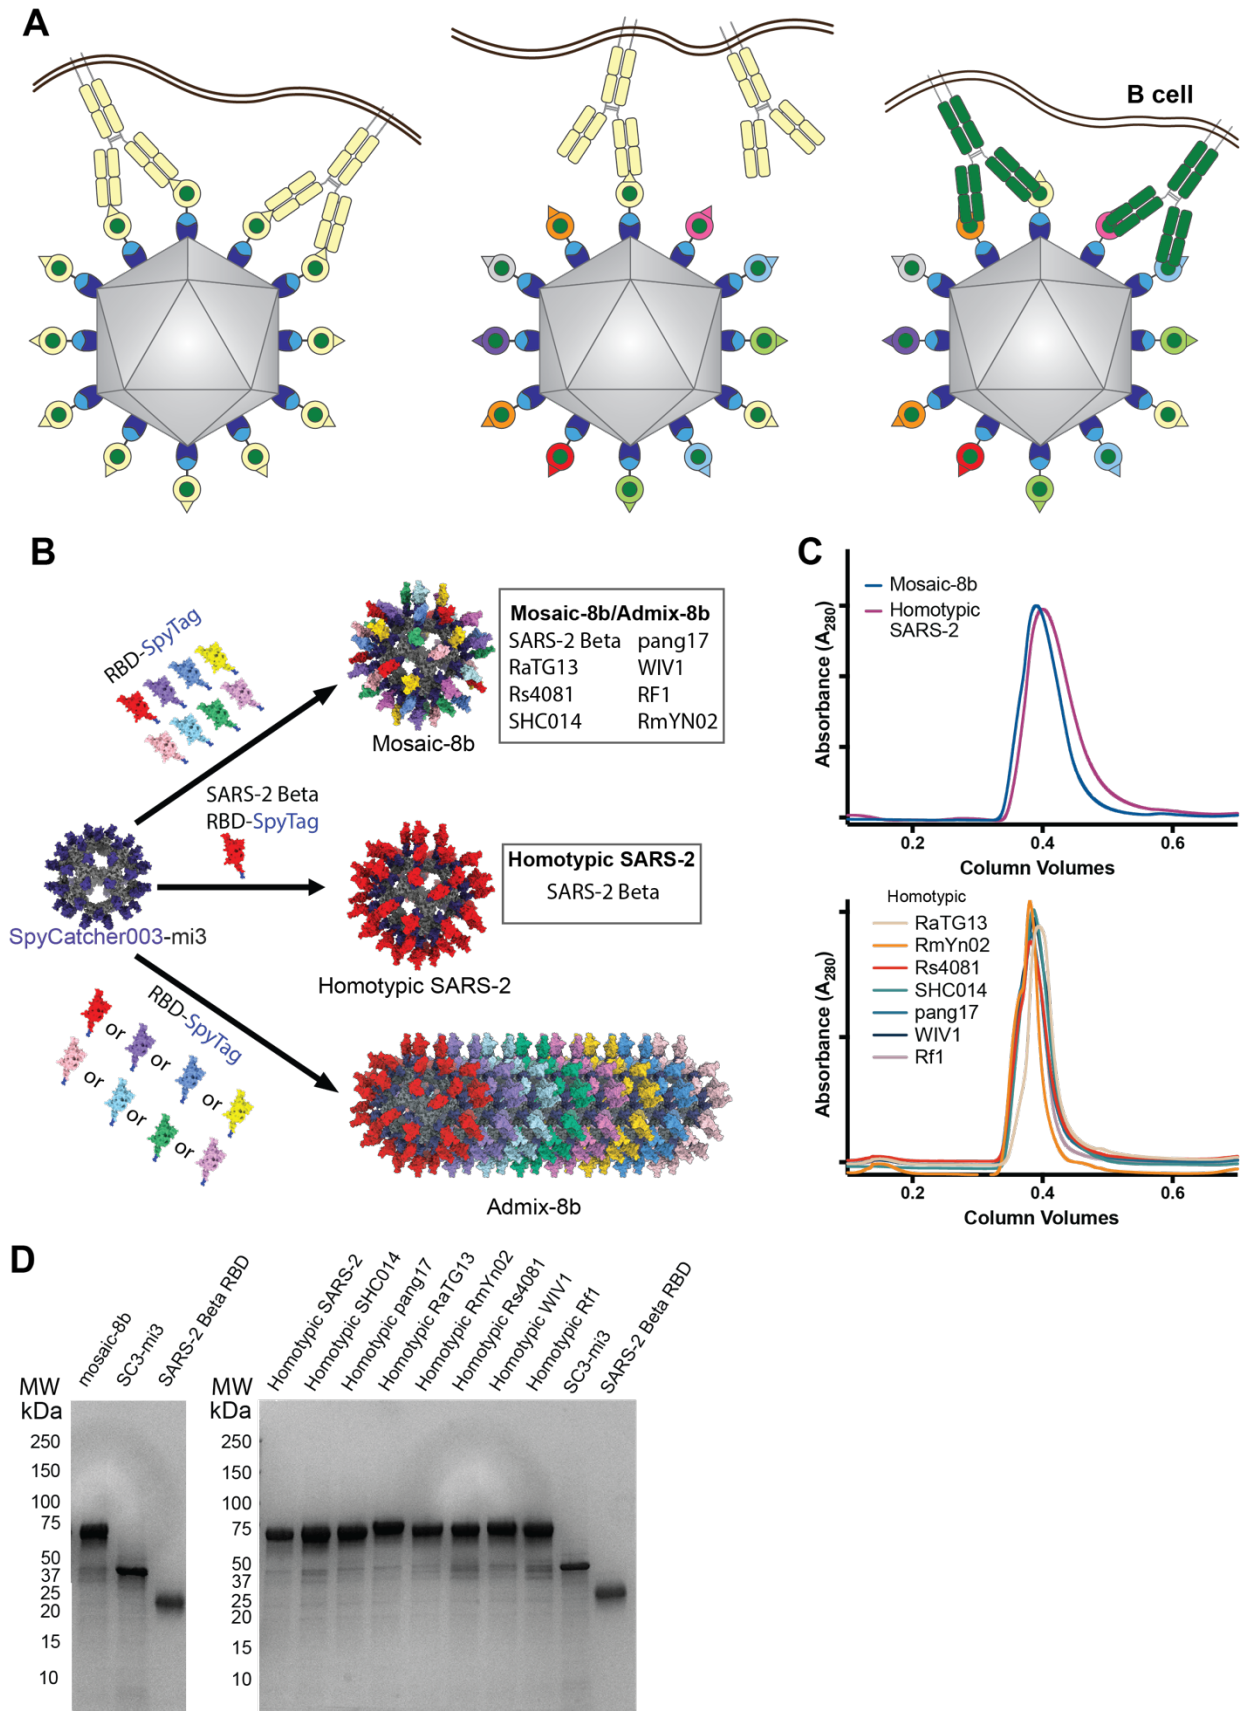 A
B cell
B
RBD-SpyTag
Mosaic-8b
Mosaic-8b/Admix-8b
SARS-2 Beta pang17
RaTG13 WIV1
Rs4081 RF1
SHC014 RmYN02
SARS-2 Beta
RBD-SpyTag
SpyCatcher003-mi3
Homotypic SARS-2
Homotypic SARS-2
SARS-2 Beta
RBD-SpyTag
or
or
or
or
or
or
or
Admix-8b
C
Absorbance (A280)
Mosaic-8b
Homotypic
SARS-2
0.2 0.4 0.6
Column Volumes
Absorbance (A280)
Homotypic
RaTG13
RmYn02
Rs4081
SHC014
pang17
WIV1
Rf1
0.2 0.4 0.6
Column Volumes
D
mosaic-8b
SC3-mi3
SARS-2 Beta RBD
MW
kDa
250
150
100
75
50
37
25
20
15
10
Homotypic SARS-2
Homotypic SHC014
Homotypic pang17
Homotypic RaTG13
Homotypic RmYn02
Homotypic Rs4081
Homotypic WIV1
Homotypic Rf1
SC3-mi3
SARS-2 Beta RBD
MW
kDa
250
150
100
75
50
37
25
20
15
10